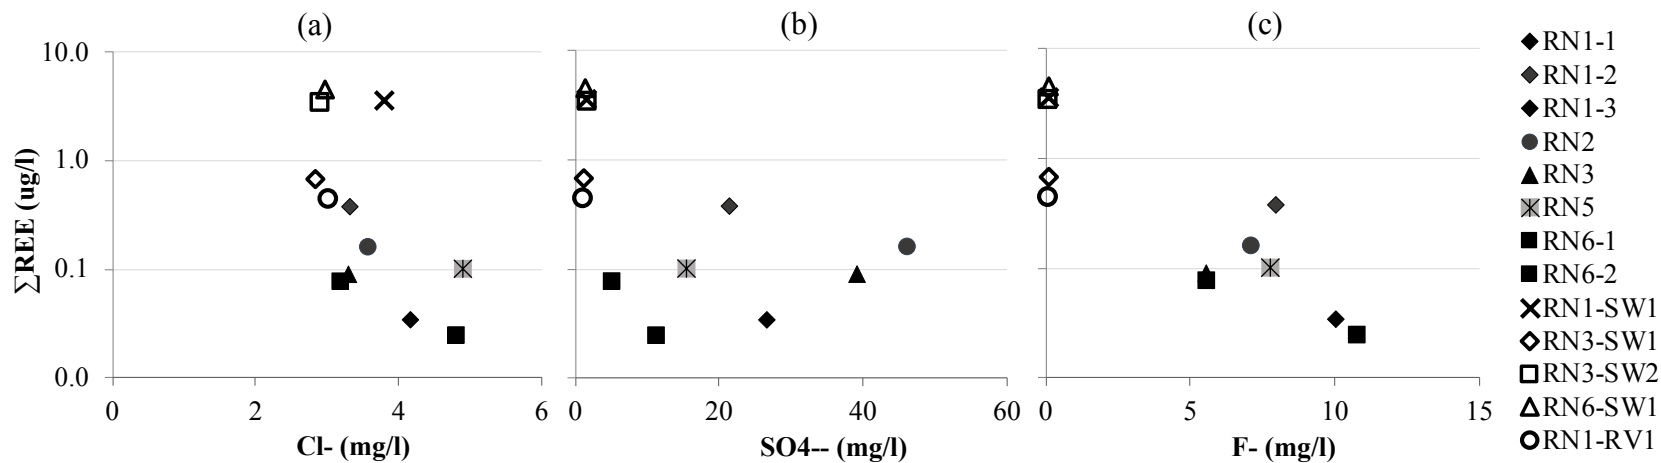 (a)
(b)
(c)
∑REE (ug/l)
10.0
1.0
0.1
0.0
0
2
4
6
Cl- (mg/l)
0
20
40
60
SO4-- (mg/l)
0
5
10
15
F- (mg/l)
RN1-1
RN1-2
RN1-3
RN2
RN3
RN5
RN6-1
RN6-2
RN1-SW1
RN3-SW1
RN3-SW2
RN6-SW1
RN1-RV1